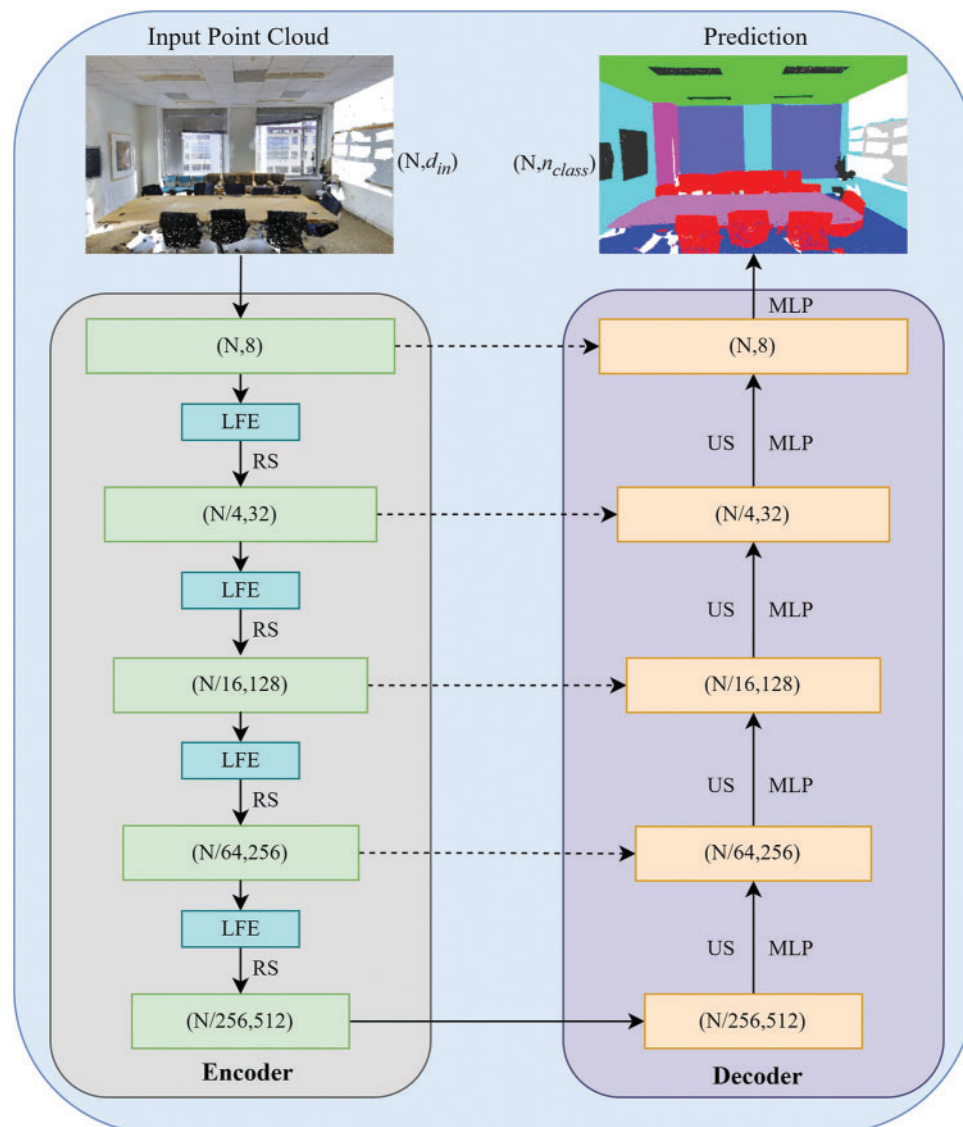 Input Point Cloud
(N,d_in)
(N,8)
LFE
RS
(N/4,32)
LFE
RS
(N/16,128)
LFE
RS
(N/64,256)
LFE
RS
(N/256,512)
Encoder
Prediction
(N,n_class)
MLP
(N,8)
US MLP
(N/4,32)
US MLP
(N/16,128)
US MLP
(N/64,256)
US MLP
(N/256,512)
Decoder